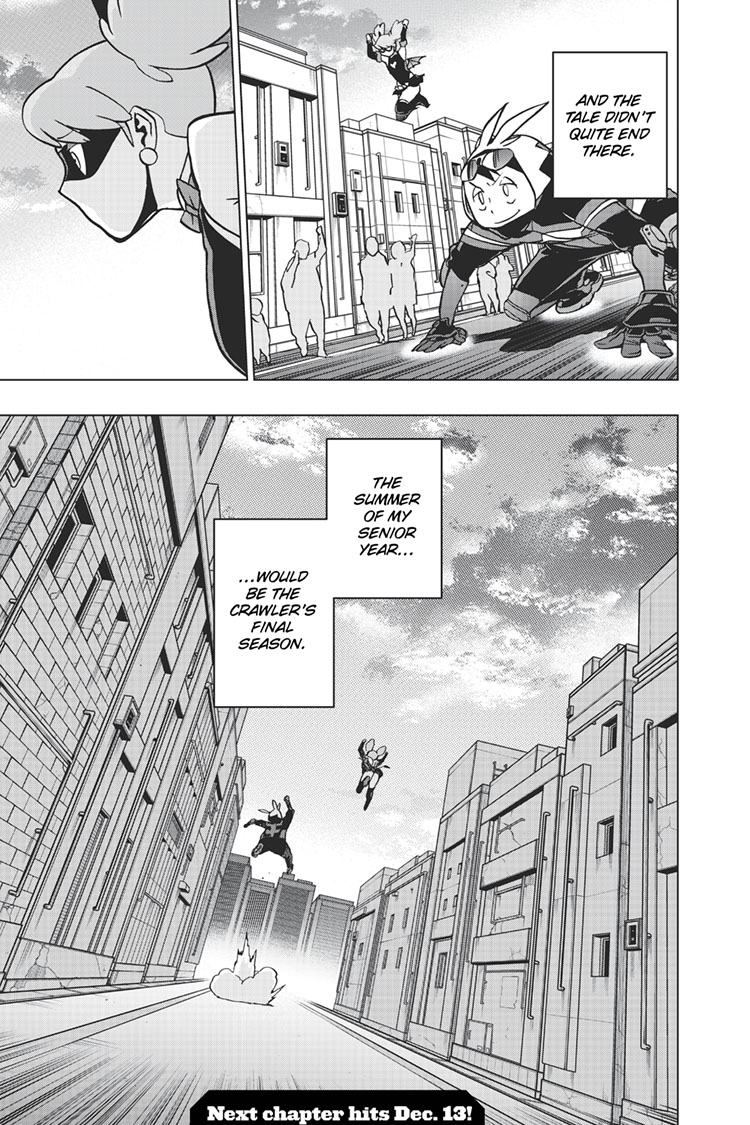 AND THE
TALE DIDN'T
QUITE END
THERE.
THE
SUMMER
OF MY
SENIOR
YEAR...
...WOULD
BE THE
CRAWLER'S
FINAL
SEASON.
Next chapter hits Dec. 13!